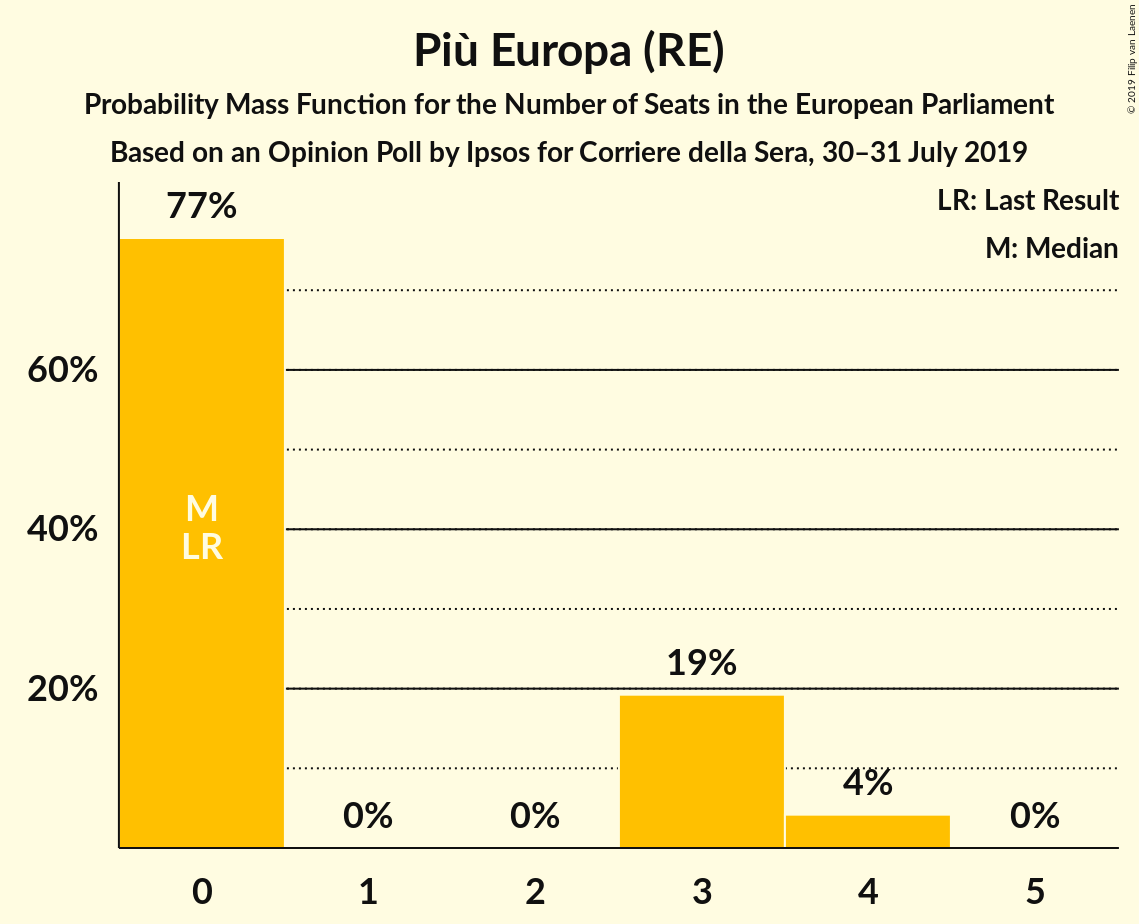 Più Europa (RE)
Probability Mass Function for the Number of Seats in the European Parliament
Based on an Opinion Poll by Ipsos for Corriere della Sera, 30–31 July 2019
© 2019 Filip van Laenen
LR: Last Result
M: Median
77%
60%
40%
20%
M
LR
0%
0%
19%
4%
0%
0
1
2
3
4
5